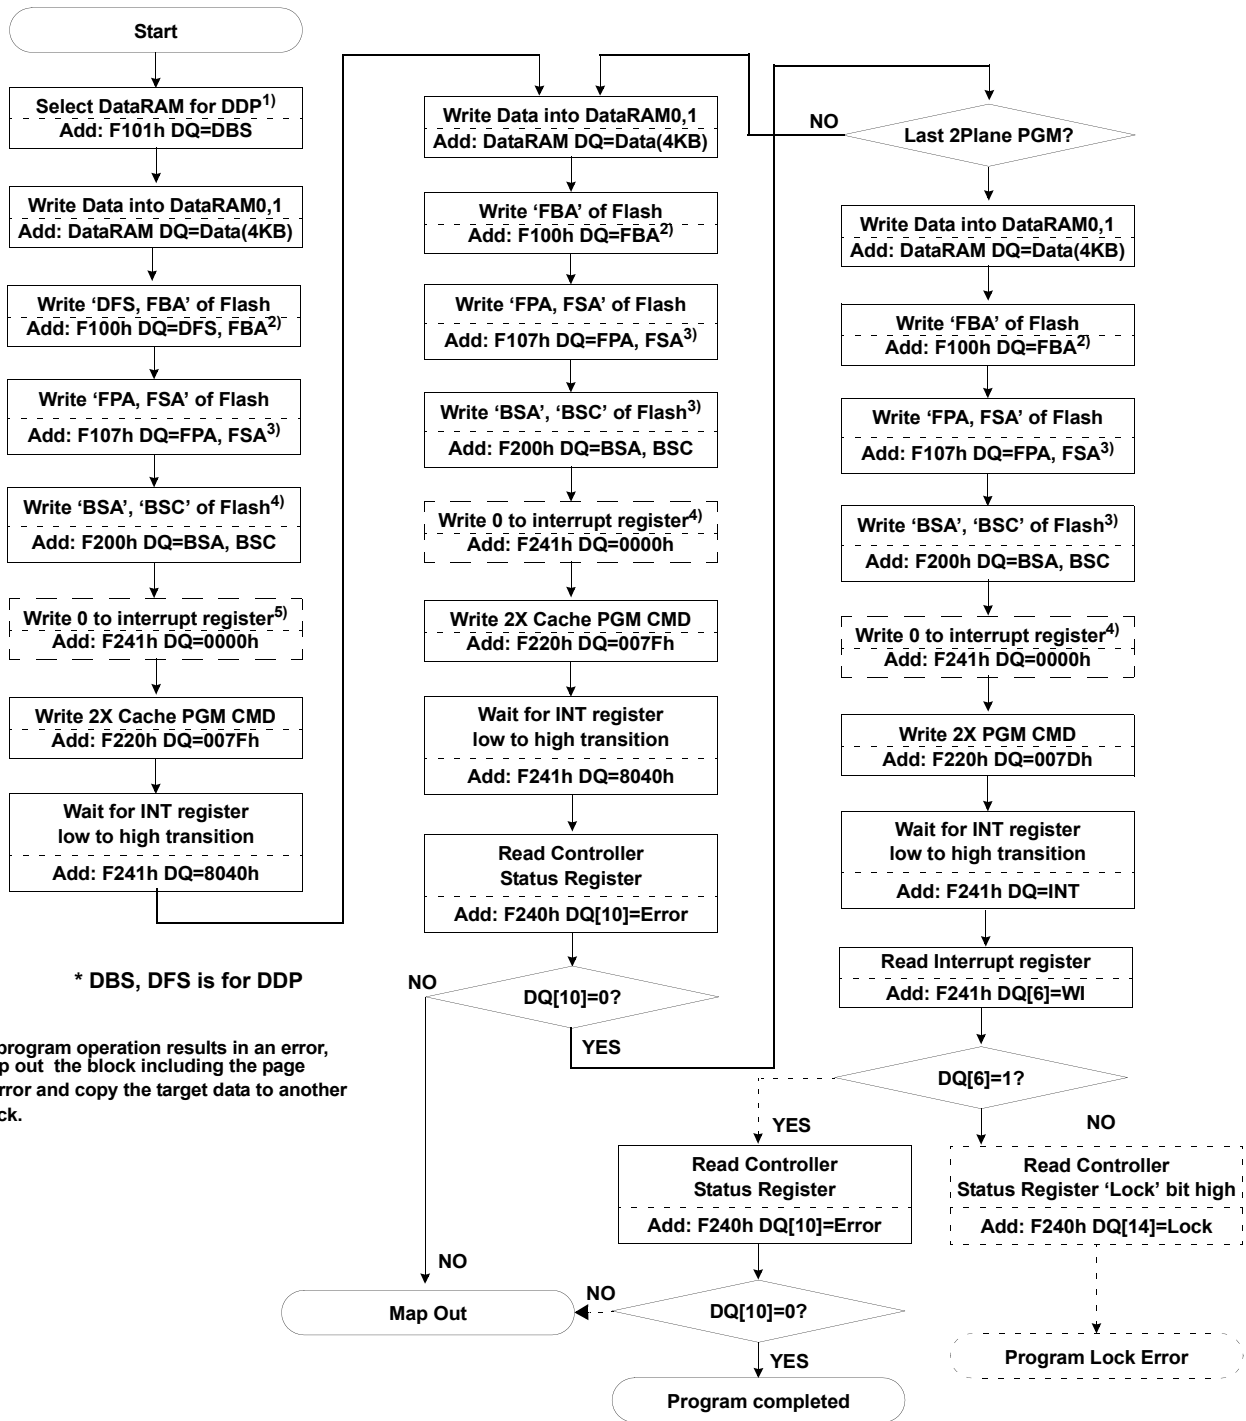 Start
Select DataRAM for DDP1)
Add: F101h DQ=DBS
Write Data into DataRAM0,1
Add: DataRAM DQ=Data(4KB)
Write ‘DFS, FBA’ of Flash
Add: F100h DQ=DFS, FBA2)
Write ‘FPA, FSA’ of Flash
Add: F107h DQ=FPA, FSA3)
Write ‘BSA’, ‘BSC’ of Flash4)
Add: F200h DQ=BSA, BSC
Write 0 to interrupt register5)
Add: F241h DQ=0000h
Write 2X Cache PGM CMD
Add: F220h DQ=007Fh
Wait for INT register
low to high transition
Add: F241h DQ=8040h
* DBS, DFS is for DDP
program operation results in an error,
p out the block including the page
rror and copy the target data to another
ck.
Write Data into DataRAM0,1
Add: DataRAM DQ=Data(4KB)
Write ‘FBA’ of Flash
Add: F100h DQ=FBA2)
Write ‘FPA, FSA’ of Flash
Add: F107h DQ=FPA, FSA3)
Write ‘BSA’, ‘BSC’ of Flash3)
Add: F200h DQ=BSA, BSC
Write 0 to interrupt register4)
Add: F241h DQ=0000h
Write 2X Cache PGM CMD
Add: F220h DQ=007Fh
Wait for INT register
low to high transition
Add: F241h DQ=8040h
Read Controller
Status Register
Add: F240h DQ[10]=Error
NO
DQ[10]=0?
YES
NO
Map Out
NO
Last 2Plane PGM?
Write Data into DataRAM0,1
Add: DataRAM DQ=Data(4KB)
Write ‘FBA’ of Flash
Add: F100h DQ=FBA2)
Write ‘FPA, FSA’ of Flash
Add: F107h DQ=FPA, FSA3)
Write ‘BSA’, ‘BSC’ of Flash3)
Add: F200h DQ=BSA, BSC
Write 0 to interrupt register4)
Add: F241h DQ=0000h
Write 2X PGM CMD
Add: F220h DQ=007Dh
Wait for INT register
low to high transition
Add: F241h DQ=INT
Read Interrupt register
Add: F241h DQ[6]=WI
DQ[6]=1?
YES
NO
Read Controller
Status Register
Add: F240h DQ[10]=Error
Read Controller
Status Register ‘Lock’ bit high
Add: F240h DQ[14]=Lock
NO
DQ[10]=0?
YES
Program completed
Program Lock Error